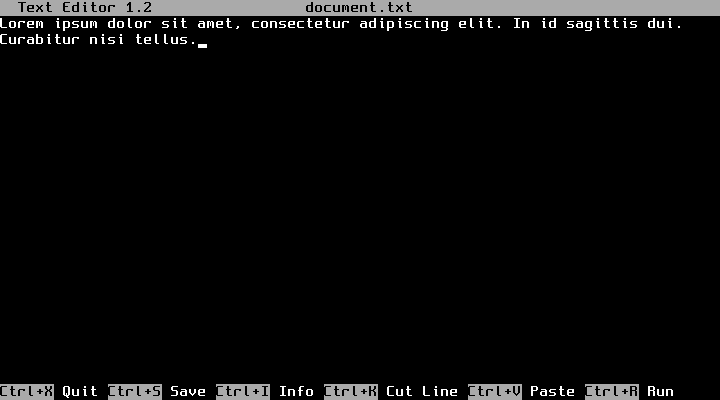 Text Editor 1.2 document.txt
Lorem ipsum dolor sit amet, consectetur adipiscing elit. In id sagittis dui.
Curabitur nisi tellus.
Ctrl+X Quit Ctrl+S Save Ctrl+I Info Ctrl+K Cut Line Ctrl+V Paste Ctrl+R Run